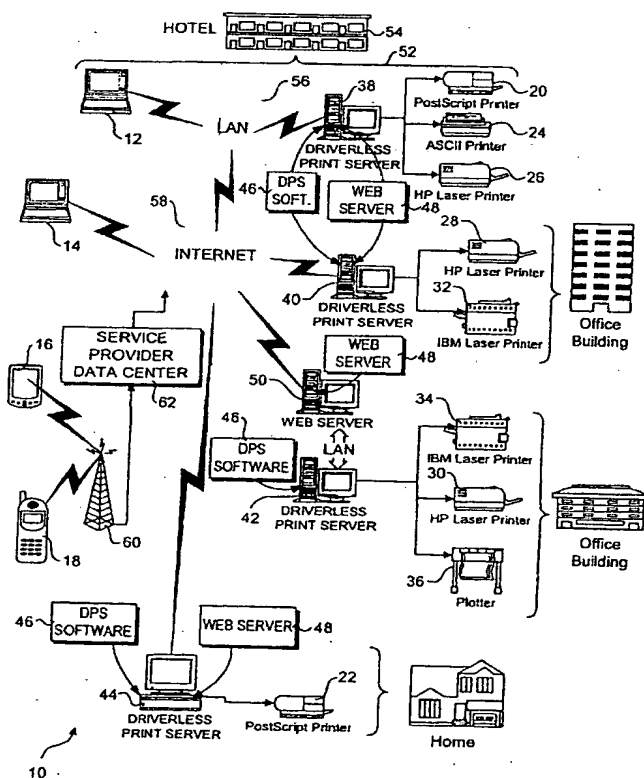 HOTEL
54
52
56
38
12
LAN
DRIVERLESS
PRINT SERVER
20
PostScript Printer
24
ASCII Printer
26
HP Laser Printer
46
DPS
SOFT.
WEB
SERVER
48
58
14
INTERNET
40
DRIVERLESS
PRINT SERVER
28
HP Laser Printer
32
IBM Laser Printer
Office
Building
16
SERVICE
PROVIDER
DATA CENTER
62
WEB
SERVER
48
50
WEB SERVER
LAN
48
DPS
SOFTWARE
42
DRIVERLESS
PRINT SERVER
34
IBM Laser Printer
30
HP Laser Printer
36
Plotter
Office
Building
18
60
46
DPS
SOFTWARE
WEB SERVER
48
44
DRIVERLESS
PRINT SERVER
22
PostScript Printer
Home
10